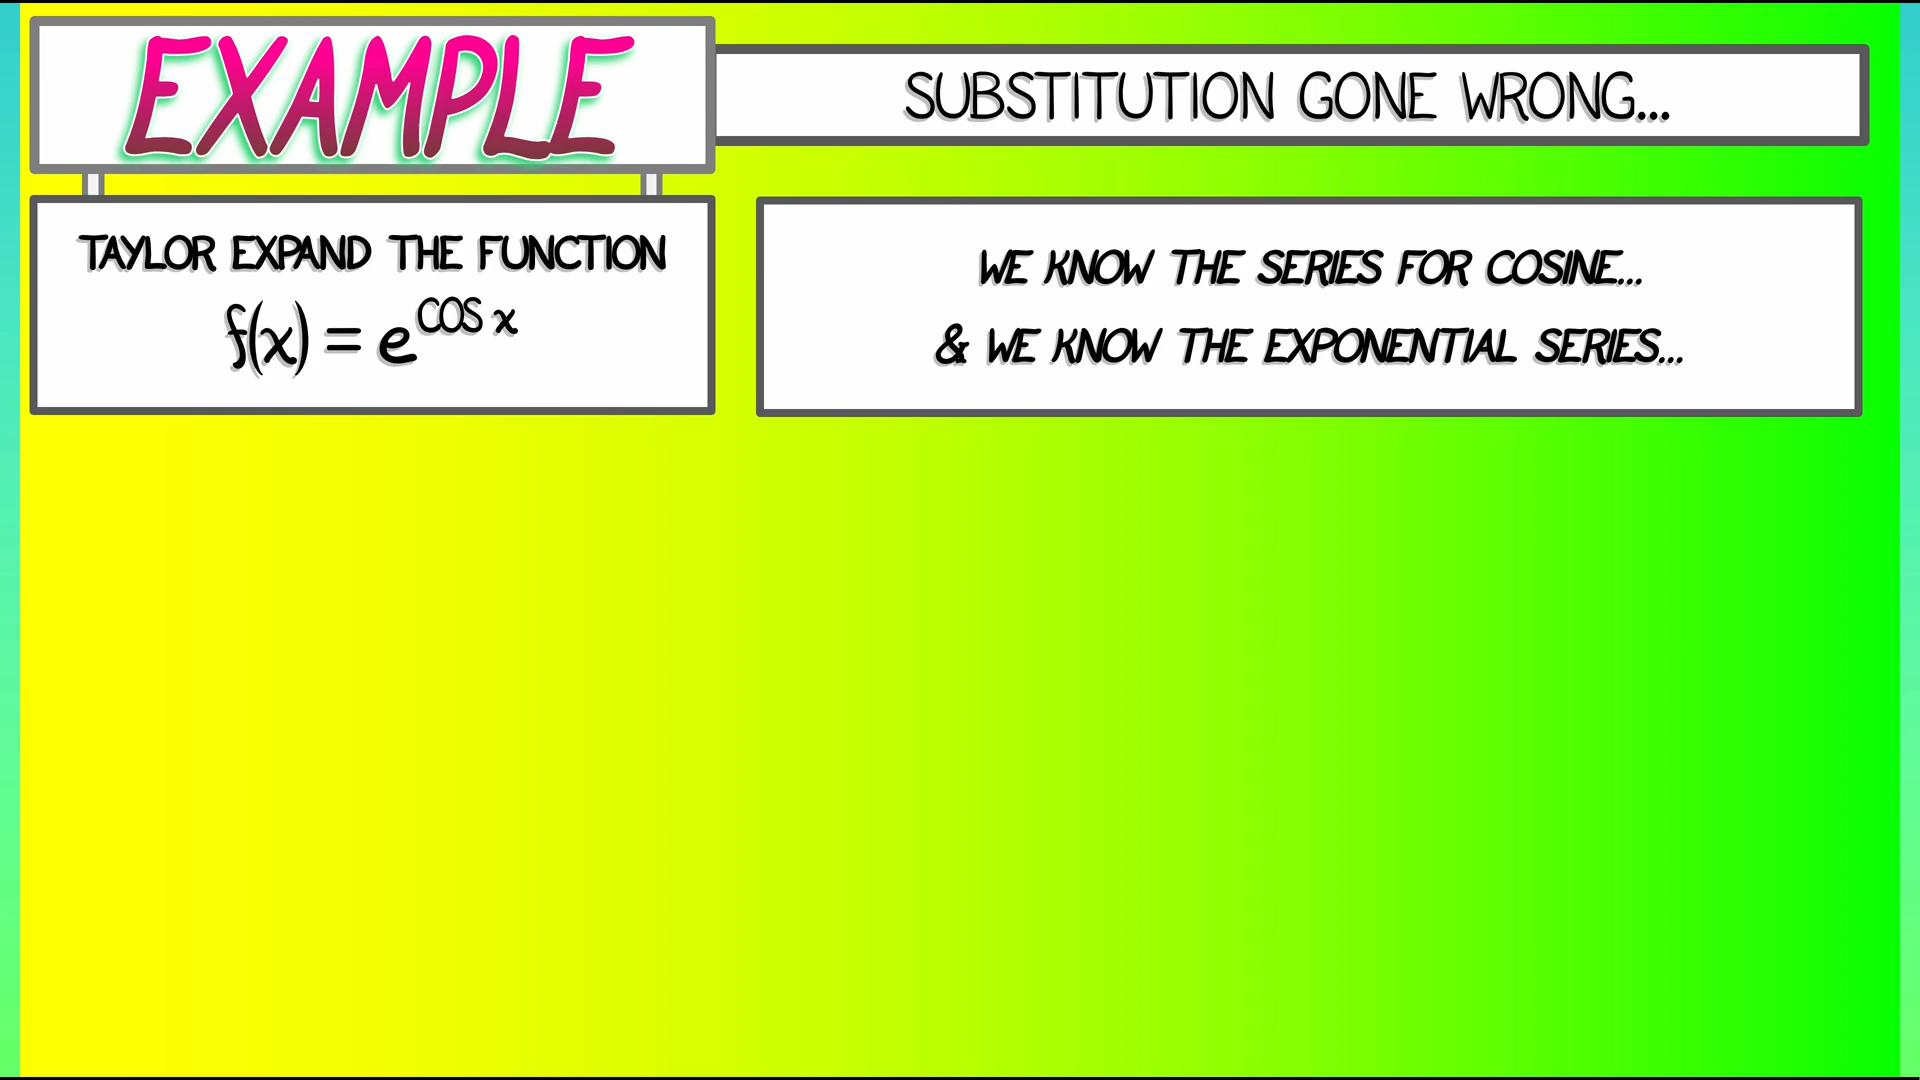 EXAMPLE
SUBSTITUTION GONE WRONG...
TAYLOR EXPAND THE FUNCTION
f(x) = e^COS x
WE KNOW THE SERIES FOR COSINE...
& WE KNOW THE EXPONENTIAL SERIES...